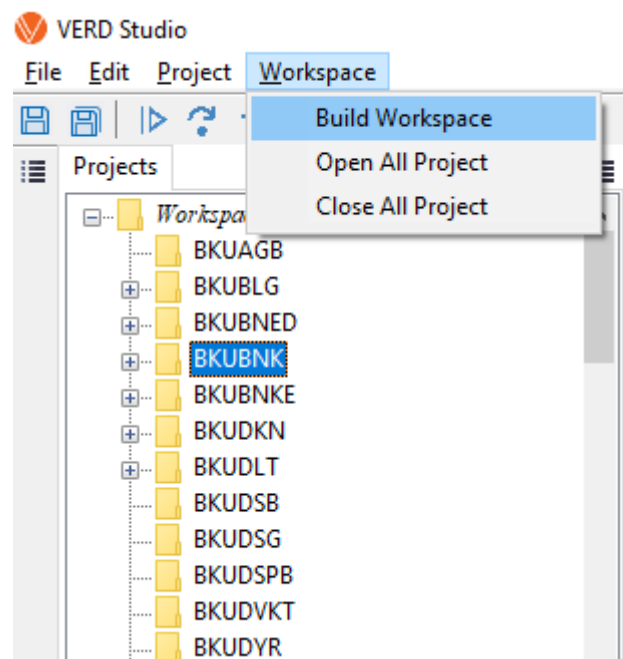 VERD Studio
File Edit Project Workspace
Build Workspace
Open All Project
Close All Project
Projects
BKUAGB
BKUBLG
BKUBNED
BKUBNK
BKUBNKE
BKUDKN
BKUDLT
BKUDSB
BKUDSG
BKUDSPB
BKUDVKT
BKUDYR